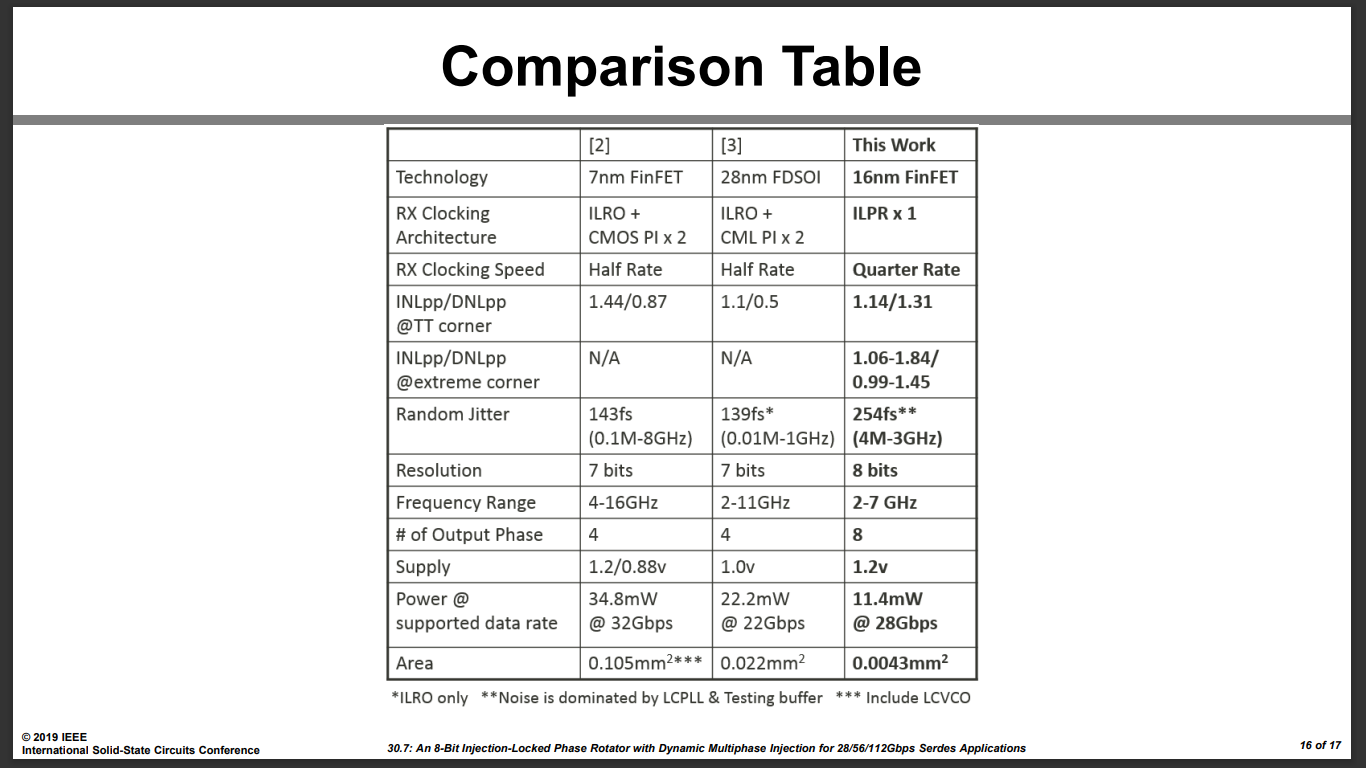 Comparison Table
[2] [3] This Work
Technology 7nm FinFET 28nm FDSOI 16nm FinFET
RX Clocking ILRO + ILRO + ILPR x 1
Architecture CMOS PI x 2 CML PI x 2
RX Clocking Speed Half Rate Half Rate Quarter Rate
INLpp/DNLpp 1.44/0.87 1.1/0.5 1.14/1.31
@TT corner
INLpp/DNLpp N/A N/A 1.06-1.84/
@extreme corner 0.99-1.45
Random Jitter 143fs 139fs* 254fs**
(0.1M-8GHz) (0.01M-1GHz) (4M-3GHz)
Resolution 7 bits 7 bits 8 bits
Frequency Range 4-16GHz 2-11GHz 2-7 GHz
# of Output Phase 4 4 8
Supply 1.2/0.88v 1.0v 1.2v
Power @ 34.8mW 22.2mW 11.4mW
supported data rate @ 32Gbps @ 22Gbps @ 28Gbps
Area 0.105mm²*** 0.022mm² 0.0043mm²
*ILRO only **Noise is dominated by LCPLL & Testing buffer *** Include LCVCO
© 2019 IEEE
International Solid-State Circuits Conference
30.7: An 8-Bit Injection-Locked Phase Rotator with Dynamic Multiphase Injection for 28/56/112Gbps Serdes Applications
16 of 17